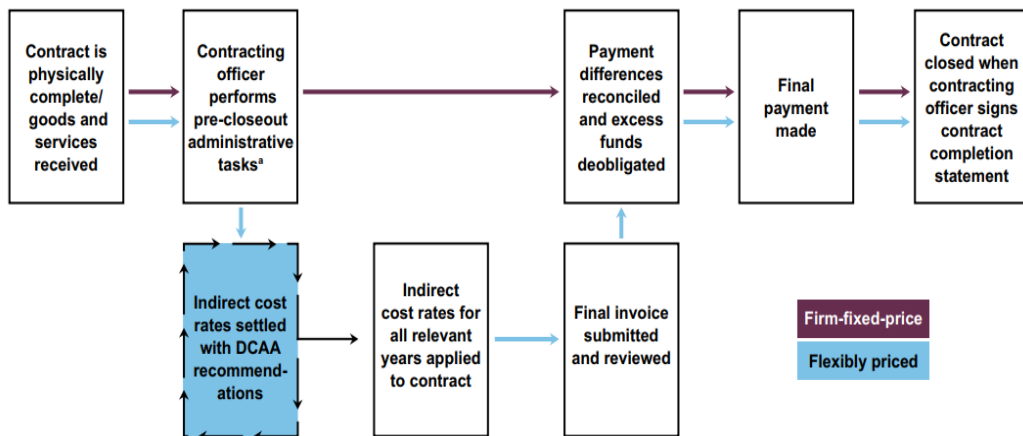 Contract is
physically
complete/
goods and
services
received
Contracting
officer
performs
pre-closeout
administrative
tasksª
Payment
differences
reconciled
and excess
funds
deobligated
Final
payment
made
Contract
closed when
contracting
officer signs
contract
completion
statement
Indirect cost
rates settled
with DCAA
recommend-
ations
Indirect
cost rates for
all relevant
years applied
to contract
Final invoice
submitted
and reviewed
Firm-fixed-price
Flexibly priced